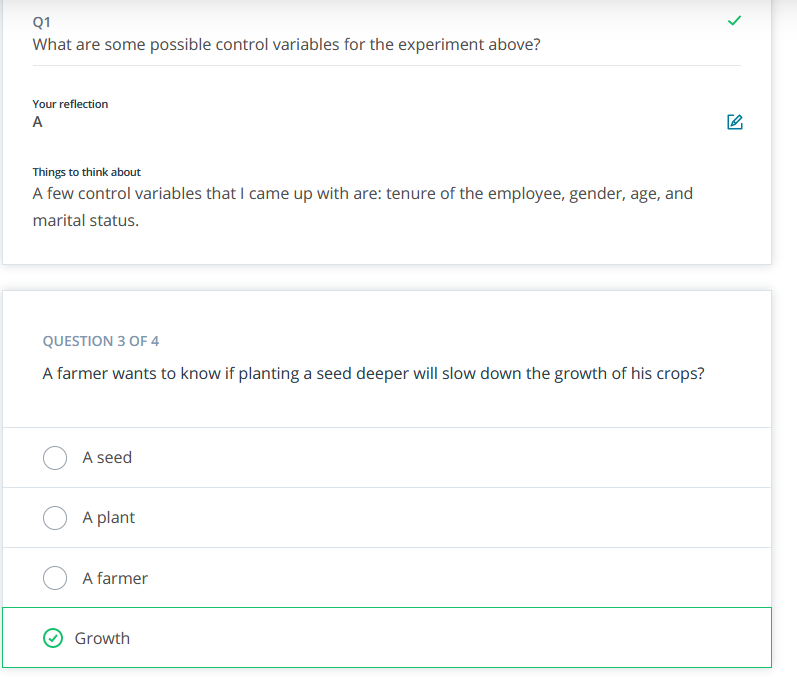 Q1
What are some possible control variables for the experiment above?
Your reflection
A
Things to think about
A few control variables that I came up with are: tenure of the employee, gender, age, and
marital status.
QUESTION 3 OF 4
A farmer wants to know if planting a seed deeper will slow down the growth of his crops?
A seed
A plant
A farmer
Growth